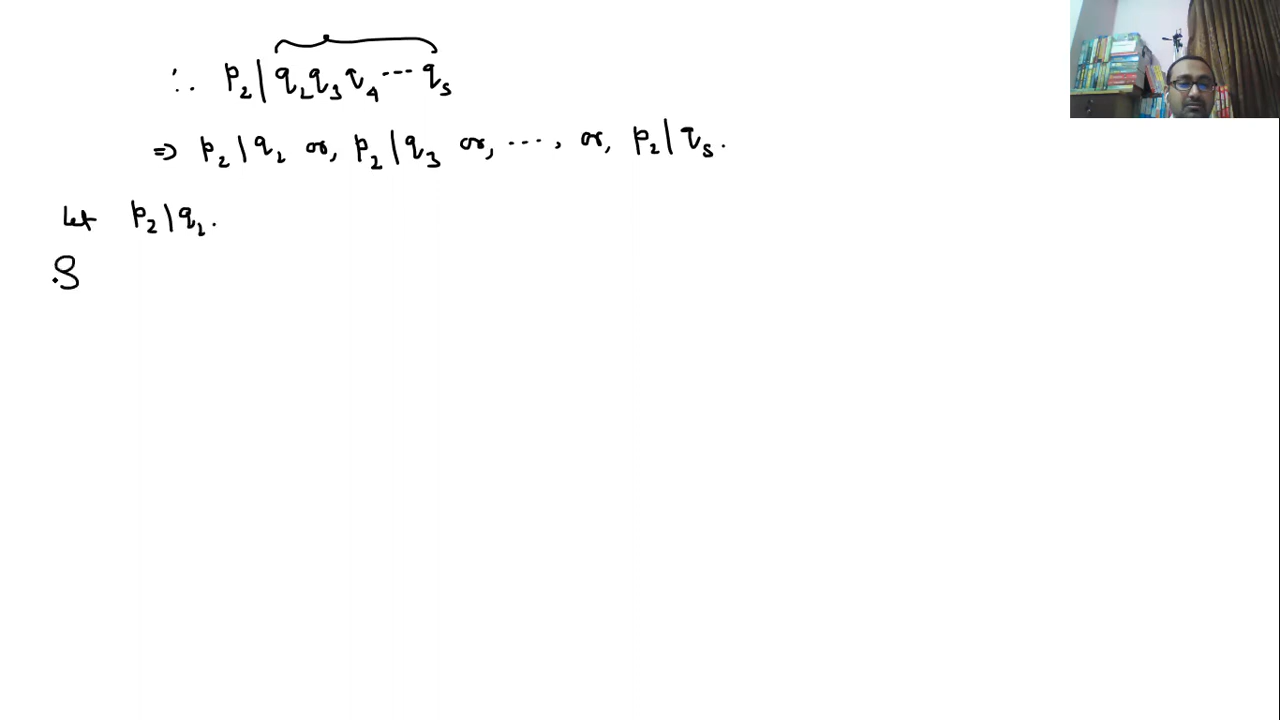 ∴ p₂ | q₂q₃q₄ ⋯ qₛ
⇒ p₂ | q₂ or, p₂ | q₃ or, ⋯, or, p₂ | qₛ.
Let p₂ | q₂.
S